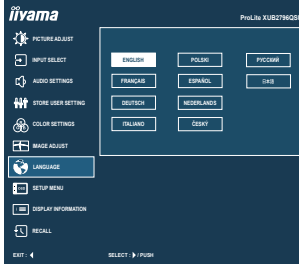 iiyama
ProLite XUB2796QSU
PICTURE ADJUST
INPUT SELECT
AUDIO SETTINGS
STORE USER SETTING
COLOR SETTINGS
IMAGE ADJUST
LANGUAGE
SETUP MENU
DISPLAY INFORMATION
RECALL
ENGLISH POLSKI РУССКИЙ
FRANÇAIS ESPAÑOL 日本語
DEUTSCH NEDERLANDS
ITALIANO ČESKÝ
EXIT : SELECT : / PUSH